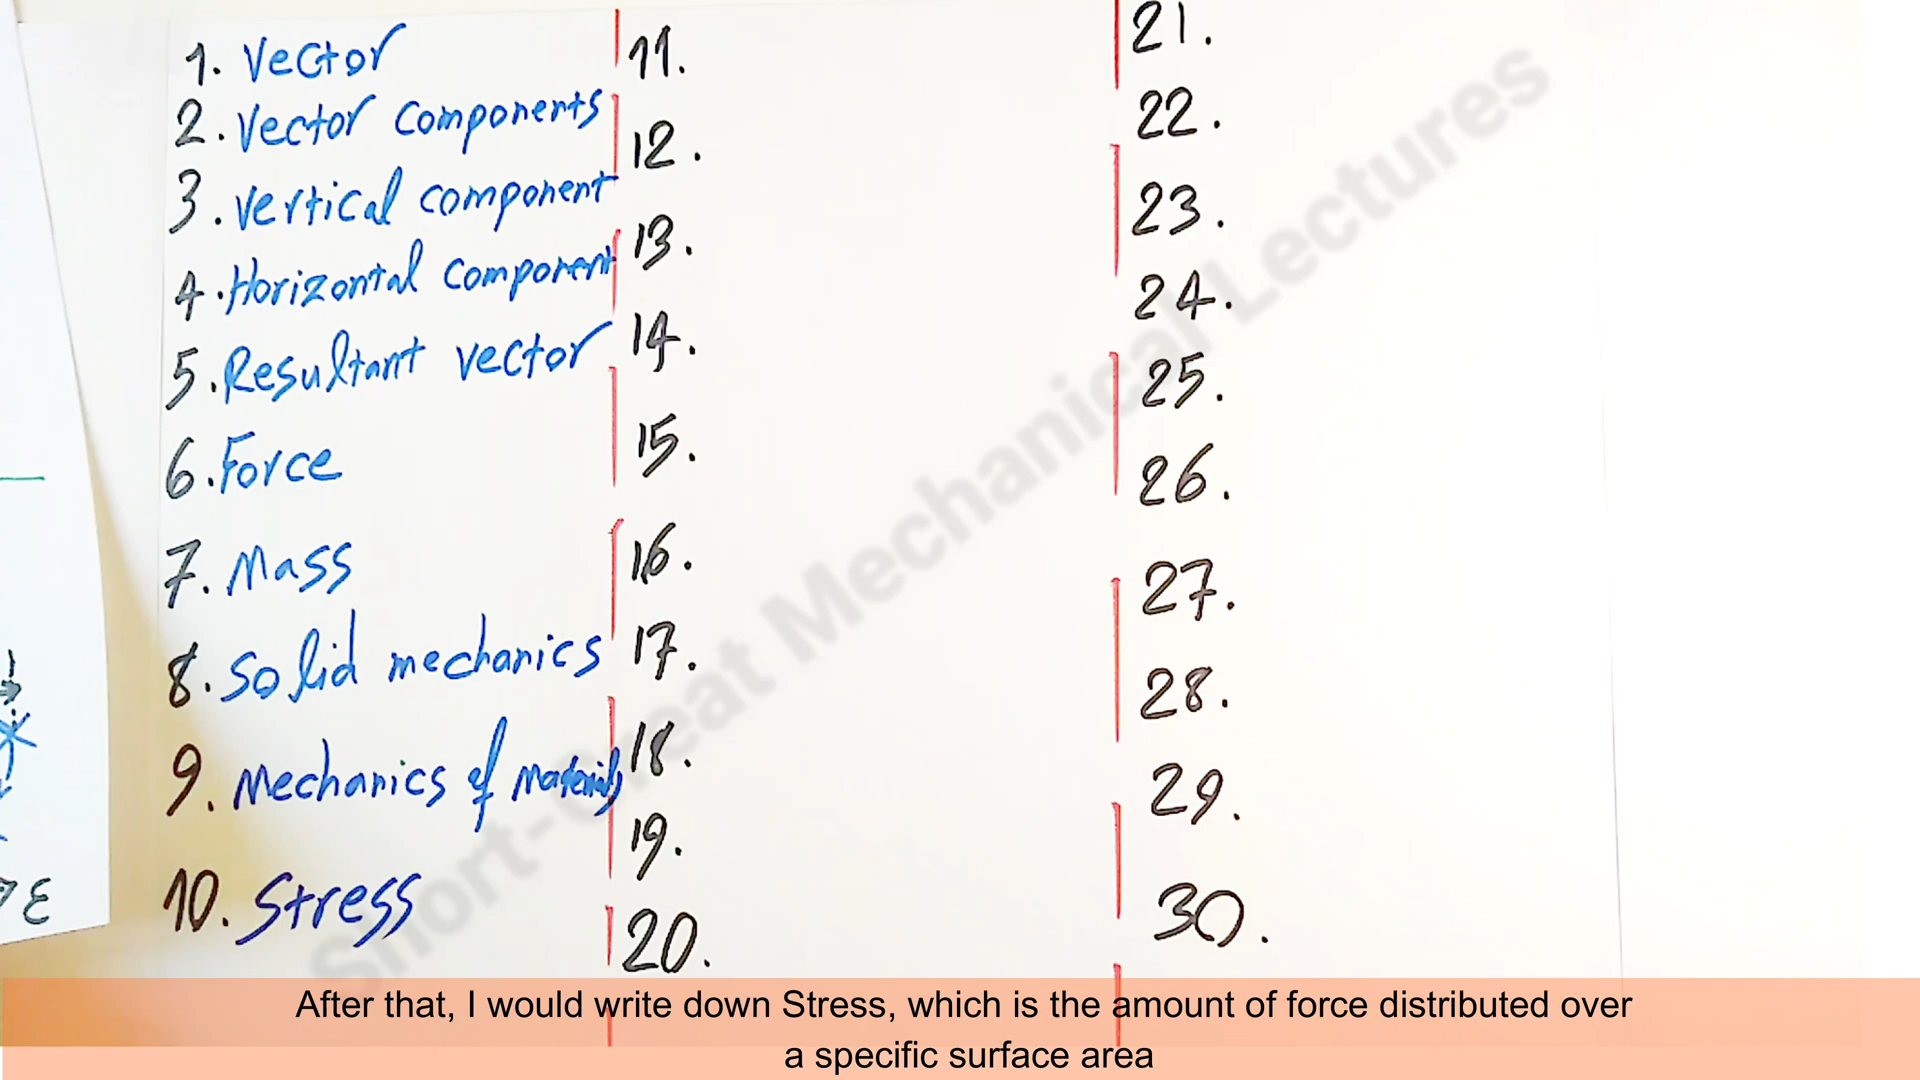 1. Vector
2. Vector components
3. Vertical component
4. Horizontal component
5. Resultant vector
6. Force
7. Mass
8. Solid mechanics
9. Mechanics of Materials
10. Stress
11.
12.
13.
14.
15.
16.
17.
18.
19.
20.
21.
22.
23.
24.
25.
26.
27.
28.
29.
30.
Short-Great Mechanical Lectures
After that, I would write down Stress, which is the amount of force distributed over
a specific surface area